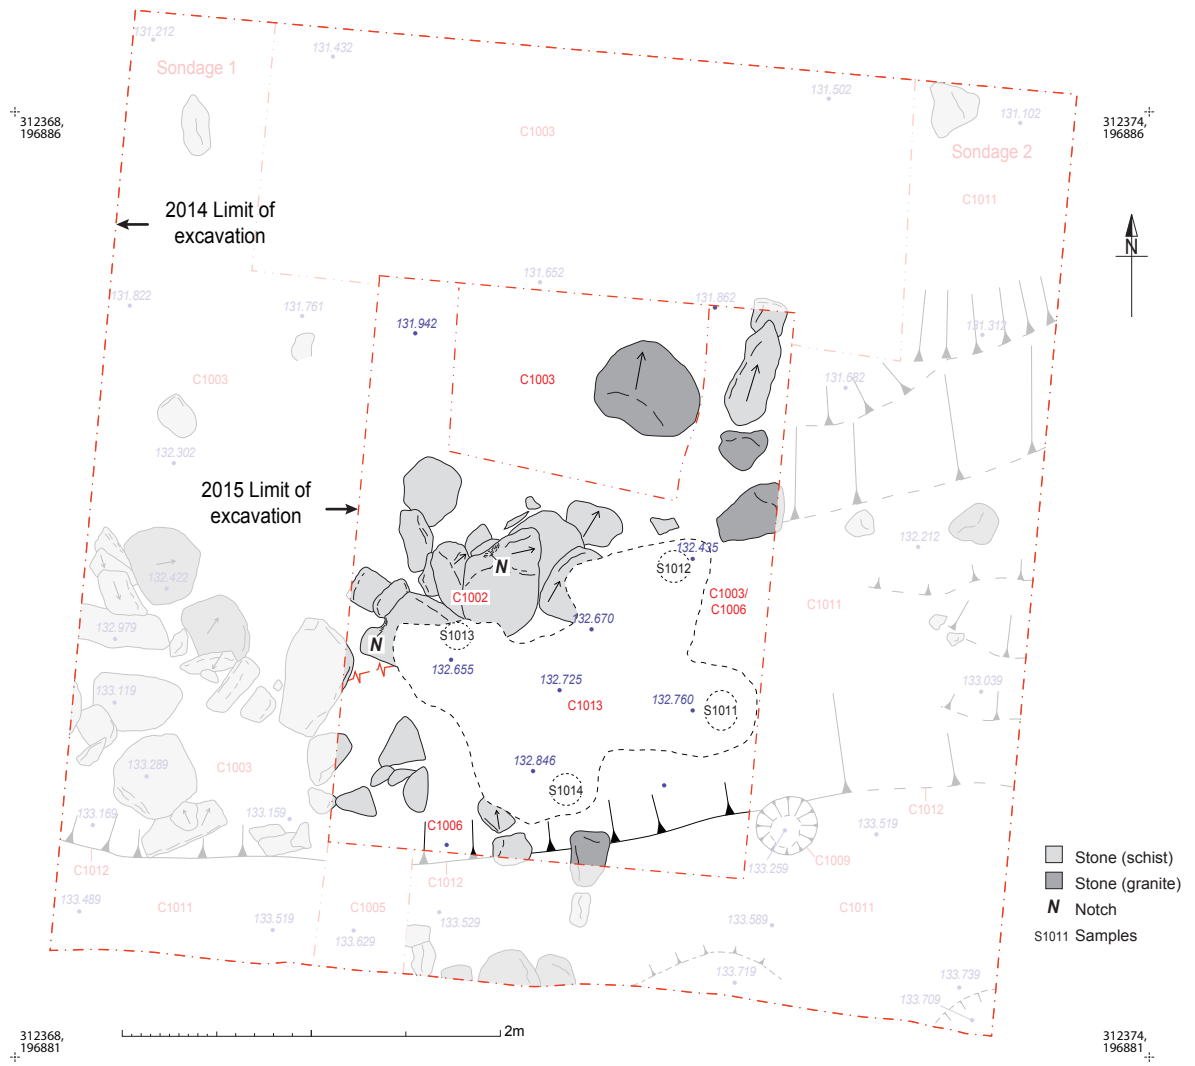 131.212
131.432
Sondage 1
131.502
131.102
312368,
196886
312374,
196886
C1003
Sondage 2
C1011
2014 Limit of
excavation
N
131.652
131.822
131.761
131.942
131.862
131.312
C1003
C1003
131.682
132.302
2015 Limit of
excavation
132.212
132.435
S1012
N
132.422
C1002
C1003/
C1006
C1011
132.670
132.979
S1013
N
132.655
132.725
C1013
132.760
S1011
133.039
133.119
133.289
C1003
132.846
S1014
133.169
133.159
C1006
C1012
133.519
C1012
C1012
133.259
C1009
133.489
C1011
C1005
133.529
133.519
133.629
133.589
C1011
133.719
133.739
133.709
Stone (schist)
Stone (granite)
N Notch
S1011 Samples
312368,
196881
2m
312374,
196881